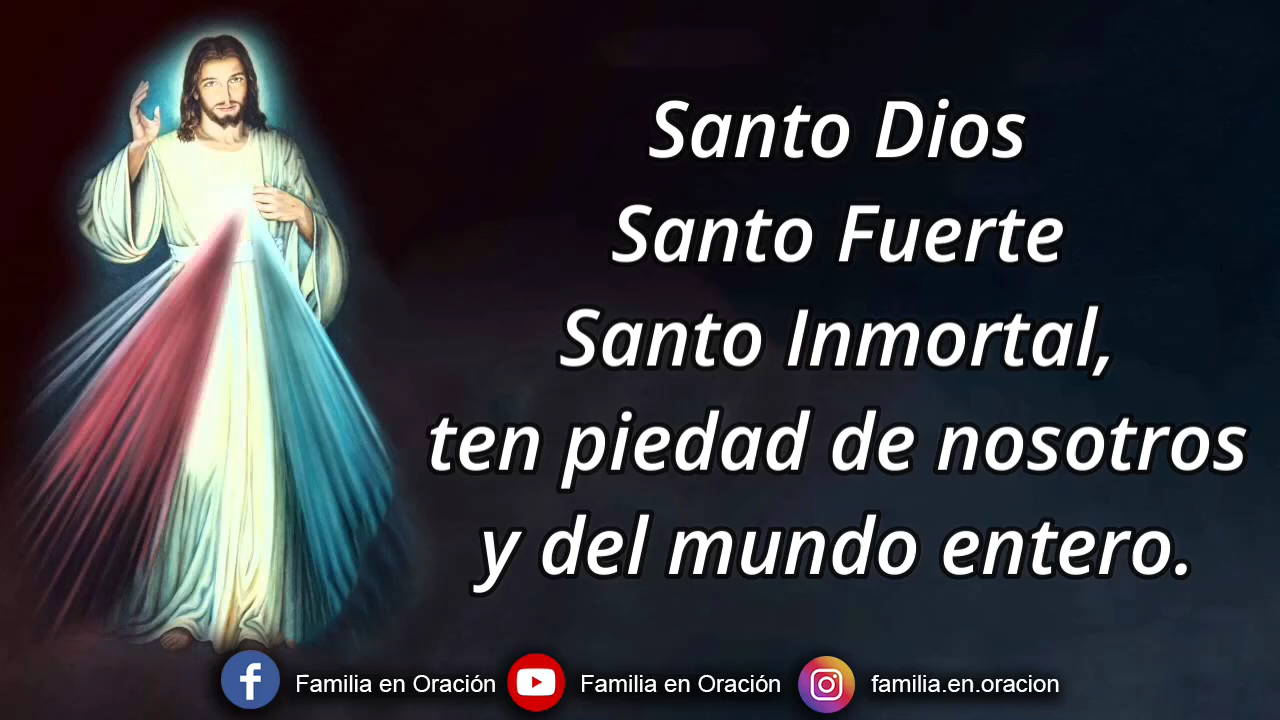 Santo Dios
Santo Fuerte
Santo Inmortal,
ten piedad de nosotros
y del mundo entero.
Familia en Oración Familia en Oración familia.en.oracion